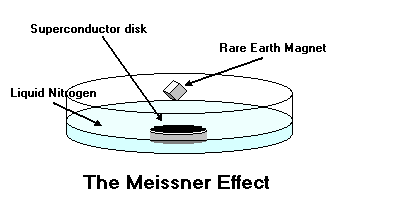 Superconductor disk
Rare Earth Magnet
Liquid Nitrogen
The Meissner Effect